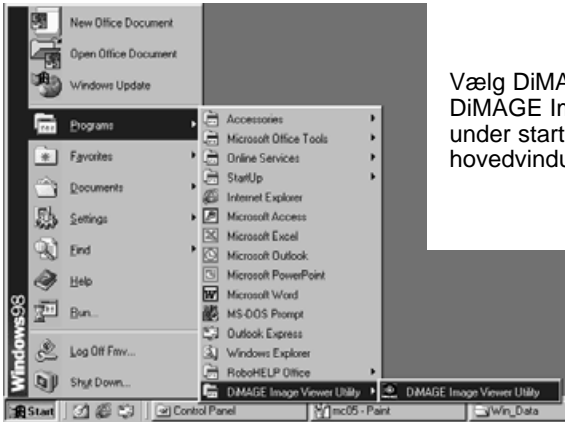 New Office Document
Open Office Document
Windows Update
Programs
Favorites
Documents
Settings
Find
Help
Run...
Log Off Fmv...
Shut Down...
Windows98
Accessories
Microsoft Office Tools
Online Services
StartUp
Internet Explorer
Microsoft Access
Microsoft Excel
Microsoft Outlook
Microsoft PowerPoint
Microsoft Word
MS-DOS Prompt
Outlook Express
Windows Explorer
RoboHELP Office
DiMAGE Image Viewer Utility
DiMAGE Image Viewer Utility
Vælg DiMA
DiMAGE Im
under start
hovedvindu
Start
Control Panel
mc05 - Paint
Win_Data